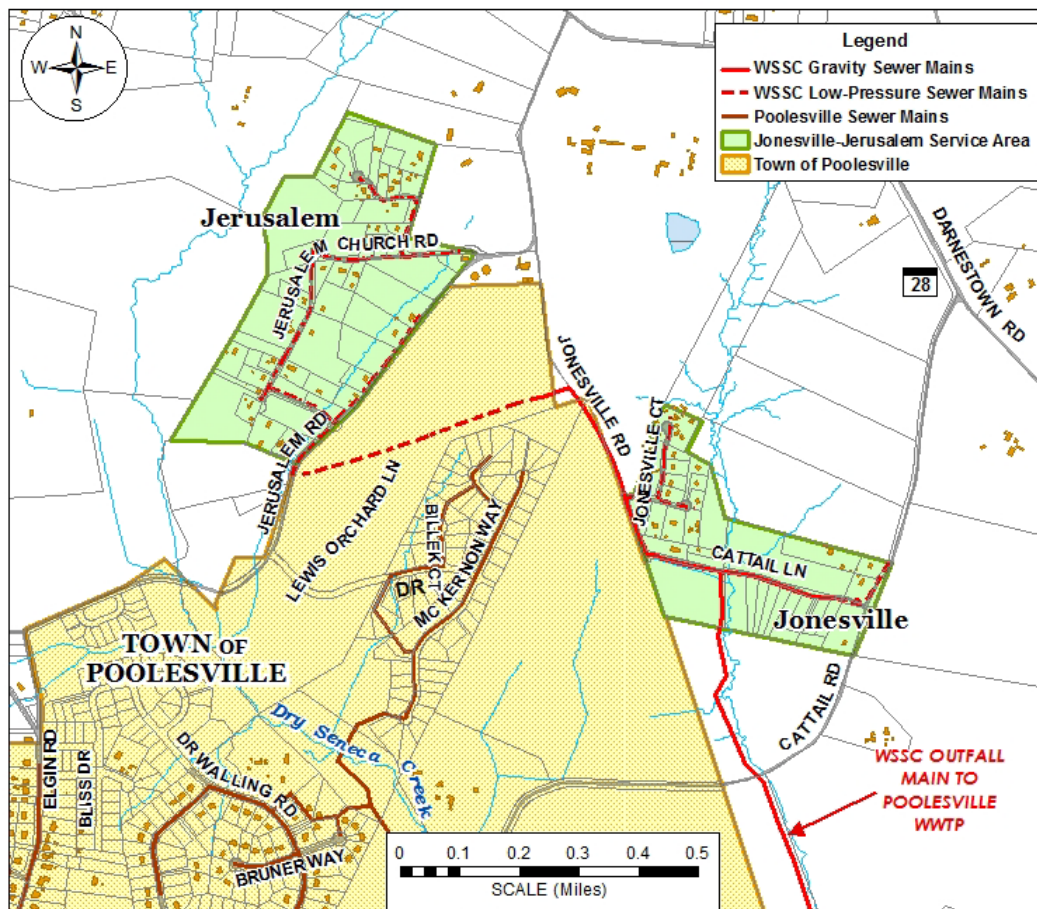 N
W E
S
Legend
WSSC Gravity Sewer Mains
WSSC Low-Pressure Sewer Mains
Poolesville Sewer Mains
Jonesville-Jerusalem Service Area
Town of Poolesville
Jerusalem
JERUSALEM CHURCH RD
DARNESTOWN RD
28
JONESVILLE RD
JONESVILLE CT
JERUSALEM RD
LEWIS ORCHARD LN
BILLEK CT
DR
MC KERNON WAY
CATTAIL LN
Jonesville
TOWN OF
POOLESVILLE
CATTAIL RD
Dry Seneca Creek
ELGIN RD
BLISS DR
DR WALLING RD
BRUNER WAY
WSSC OUTFALL
MAIN TO
POOLESVILLE
WWTP
0 0.1 0.2 0.3 0.4 0.5
SCALE (Miles)